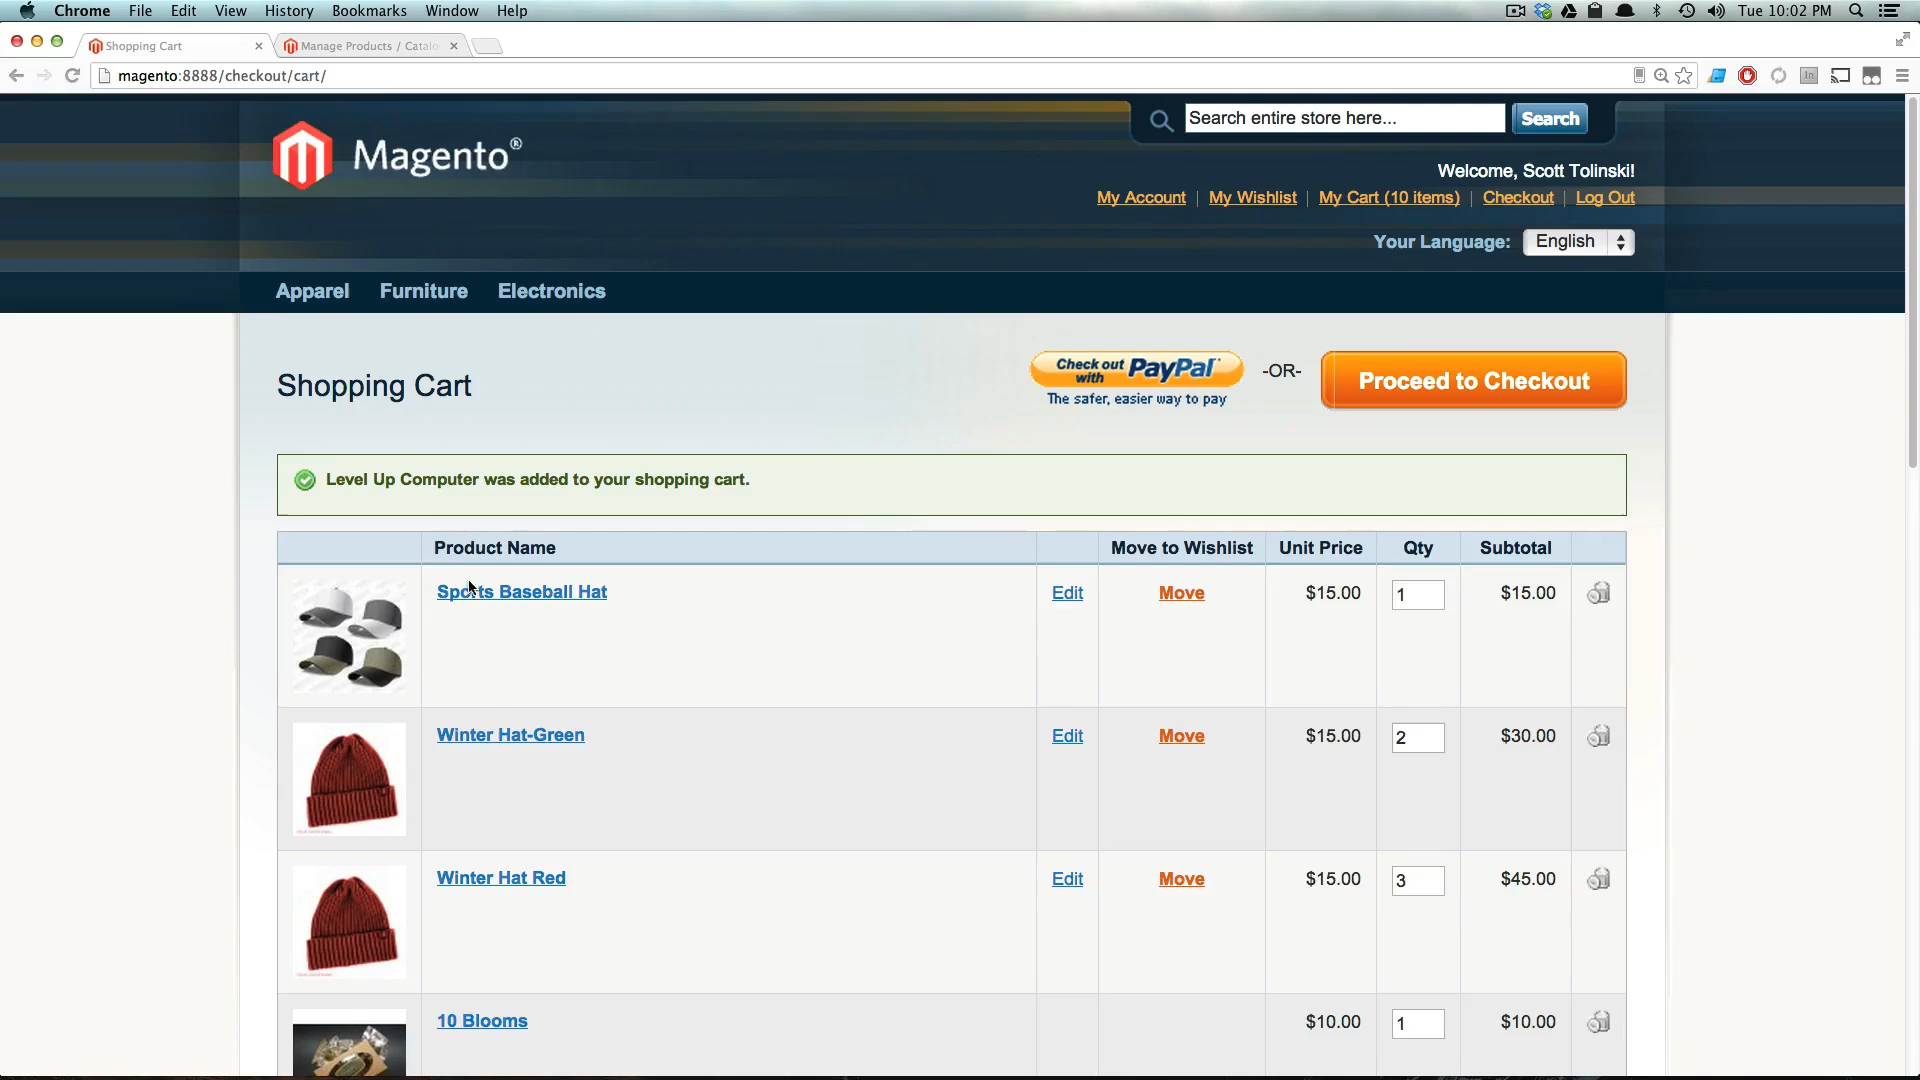 Chrome File Edit View History Bookmarks Window Help Tue 10:02 PM
Shopping Cart Manage Products / Catalo
magento:8888/checkout/cart/
Search entire store here... Search
Magento®
Welcome, Scott Tolinski!
My Account My Wishlist My Cart (10 items) Checkout Log Out
Your Language: English
Apparel Furniture Electronics
Shopping Cart
Check out with PayPal
The safer, easier way to pay
-OR-
Proceed to Checkout
Level Up Computer was added to your shopping cart.
Product Name Move to Wishlist Unit Price Qty Subtotal
Sports Baseball Hat Edit Move $15.00 1 $15.00
Winter Hat-Green Edit Move $15.00 2 $30.00
Winter Hat Red Edit Move $15.00 3 $45.00
10 Blooms $10.00 1 $10.00